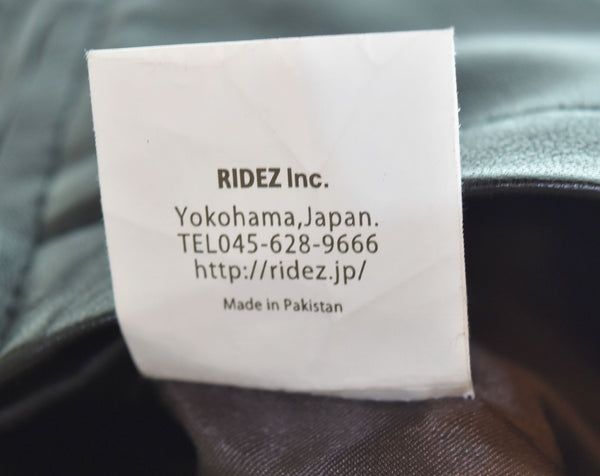 RIDEZ Inc.
Yokohama,Japan.
TEL045-628-9666
http://ridez.jp/
Made in Pakistan